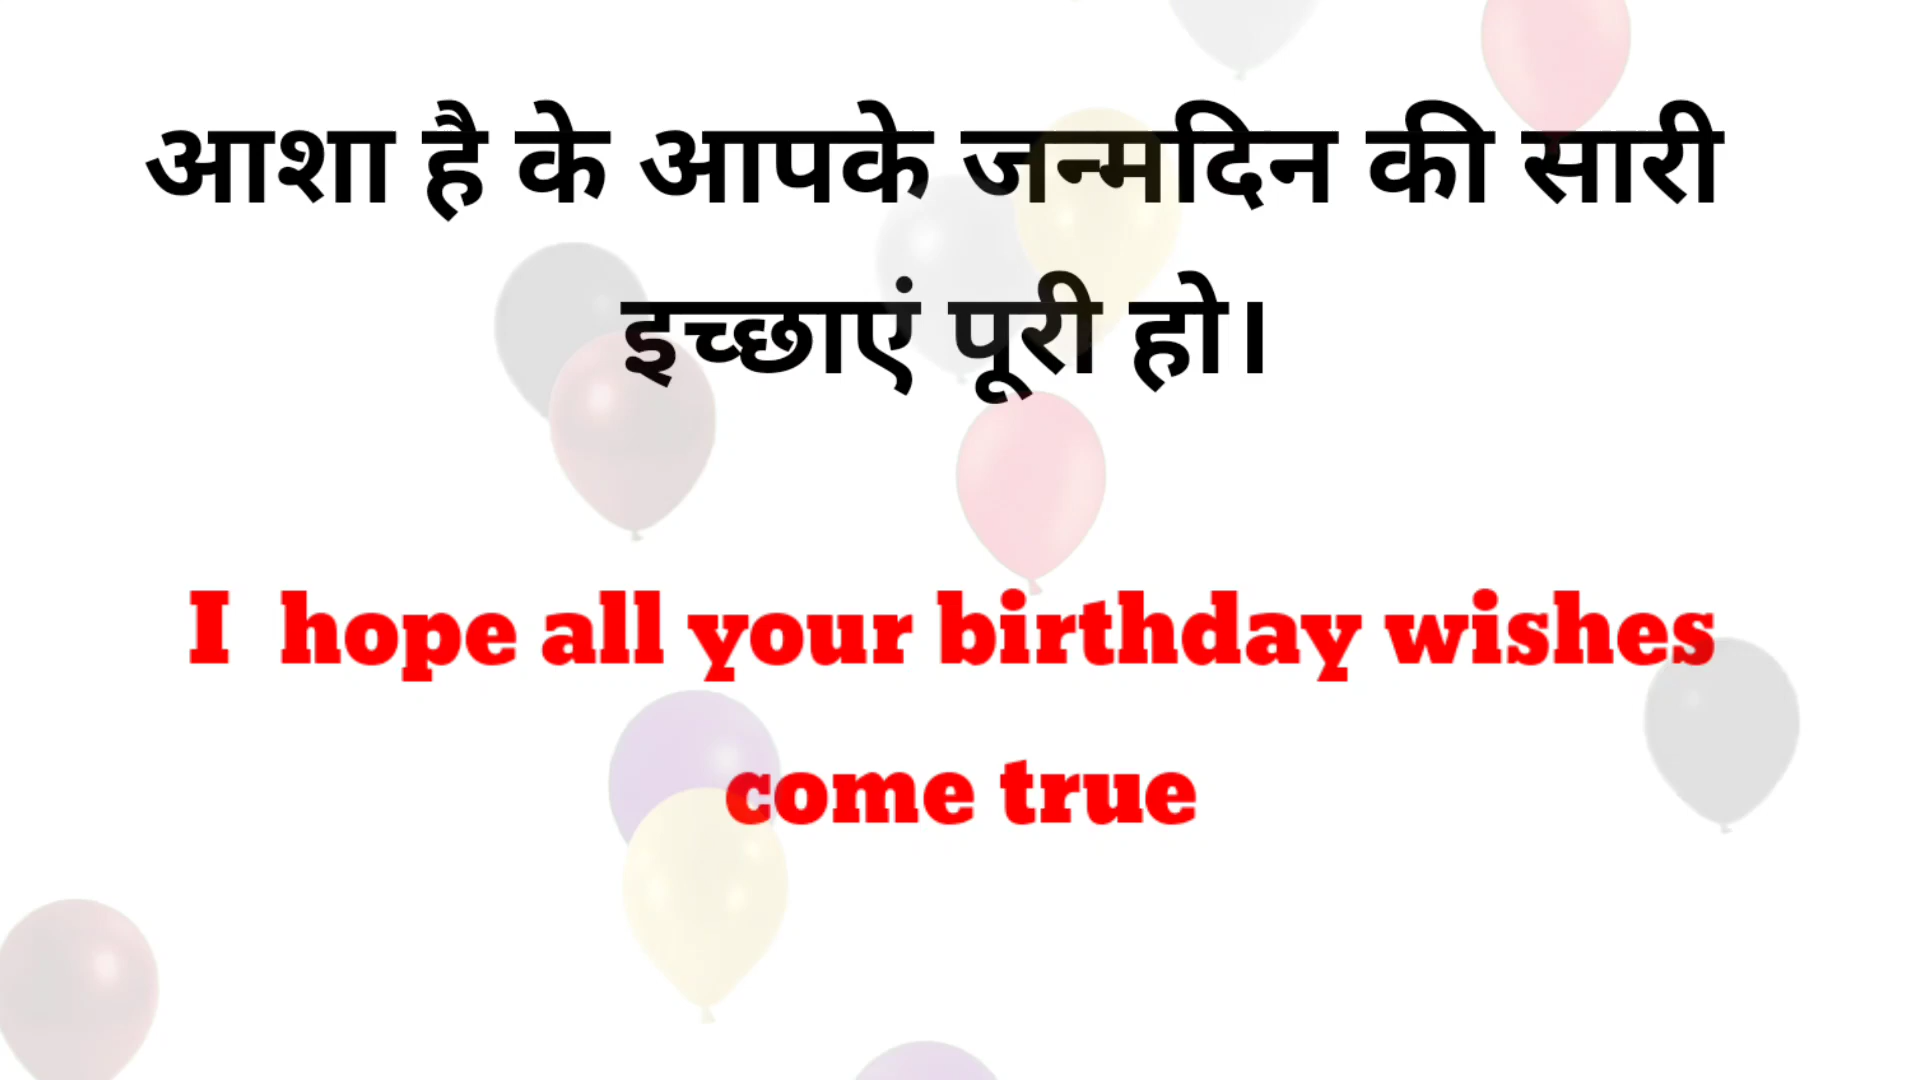 आशा है के आपके जन्मदिन की सारी
इच्छाएं पूरी हो।
I hope all your birthday wishes
come true